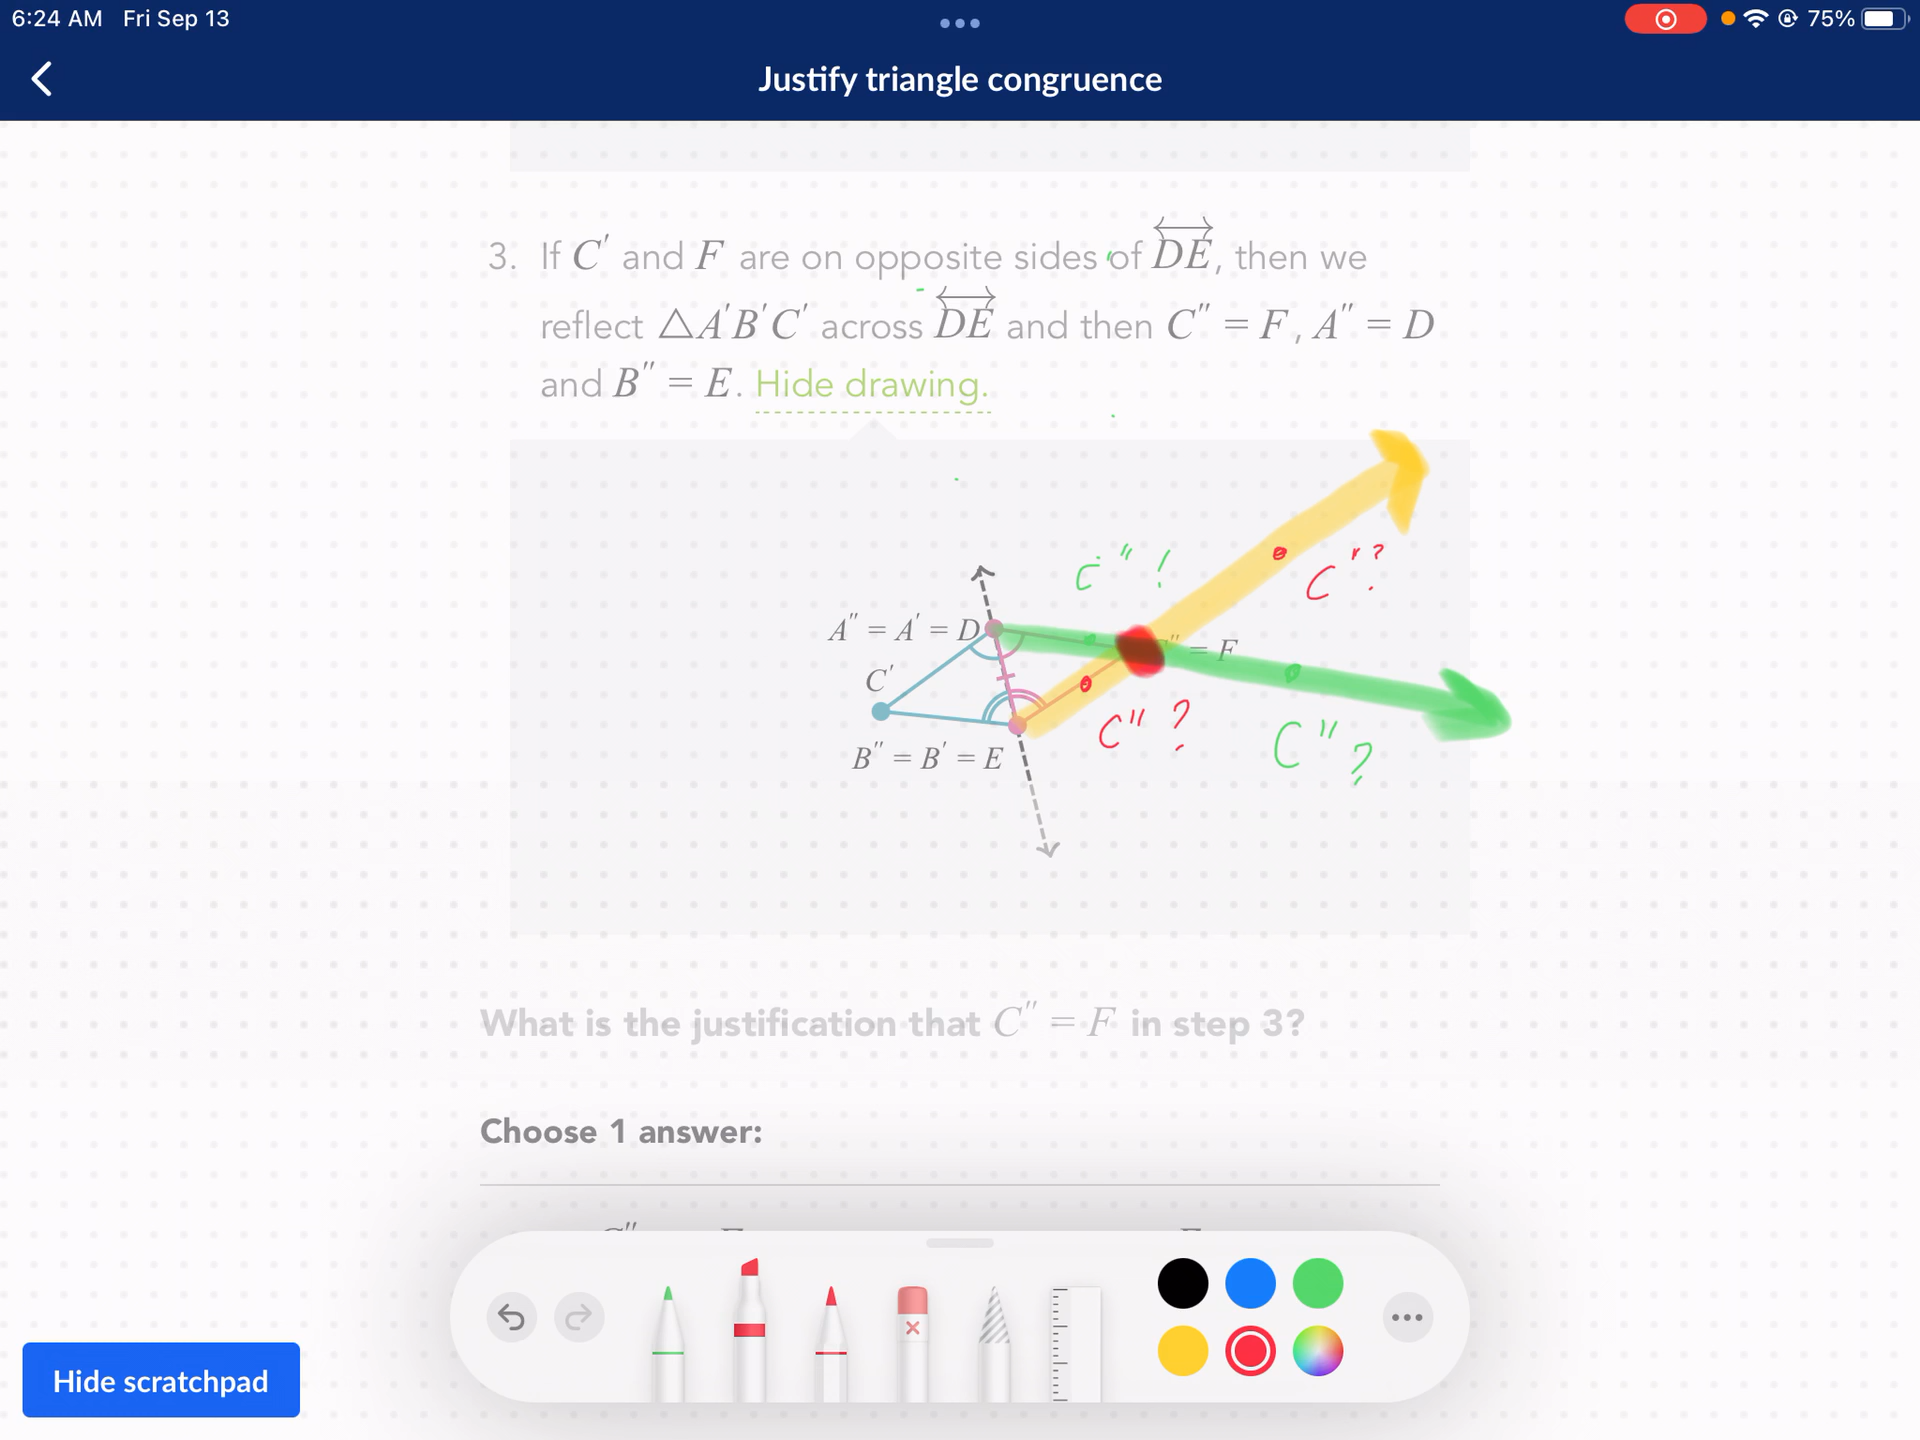 6:24 AM Fri Sep 13
75%
Justify triangle congruence
3. If C′ and F are on opposite sides of DE, then we
reflect △A′B′C′ across DE and then C″ = F, A″ = D
and B″ = E. Hide drawing.
C″ !
C″?
A″ = A′ = D
″ = F
C′
C″ ?
C″ ?
B″ = B′ = E
What is the justification that C″ = F in step 3?
Choose 1 answer:
Hide scratchpad